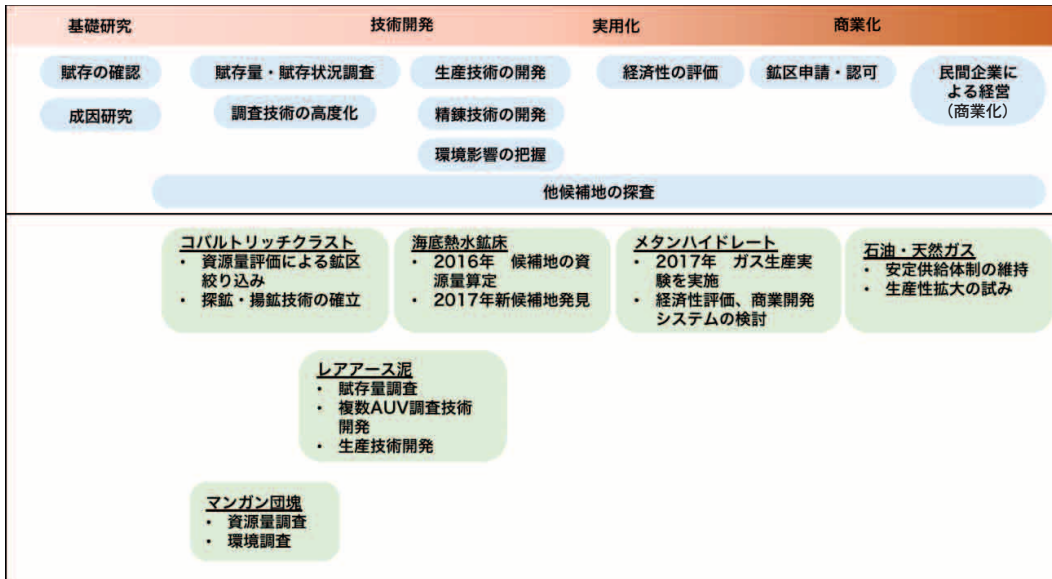 基礎研究
技術開発
実用化
商業化
賦存の確認
賦存量・賦存状況調査
生産技術の開発
経済性の評価
鉱区申請・認可
民間企業に
よる経営
（商業化）
成因研究
調査技術の高度化
精錬技術の開発
環境影響の把握
他候補地の探査
コバルトリッチクラスト
• 資源量評価による鉱区
絞り込み
• 探鉱・揚鉱技術の確立
海底熱水鉱床
• 2016年 候補地の資
源量算定
• 2017年新候補地発見
メタンハイドレート
• 2017年 ガス生産実
験を実施
• 経済性評価、商業開発
システムの検討
石油・天然ガス
• 安定供給体制の維持
• 生産性拡大の試み
レアアース泥
• 賦存量調査
• 複数AUV調査技術
開発
• 生産技術開発
マンガン団塊
• 資源量調査
• 環境調査